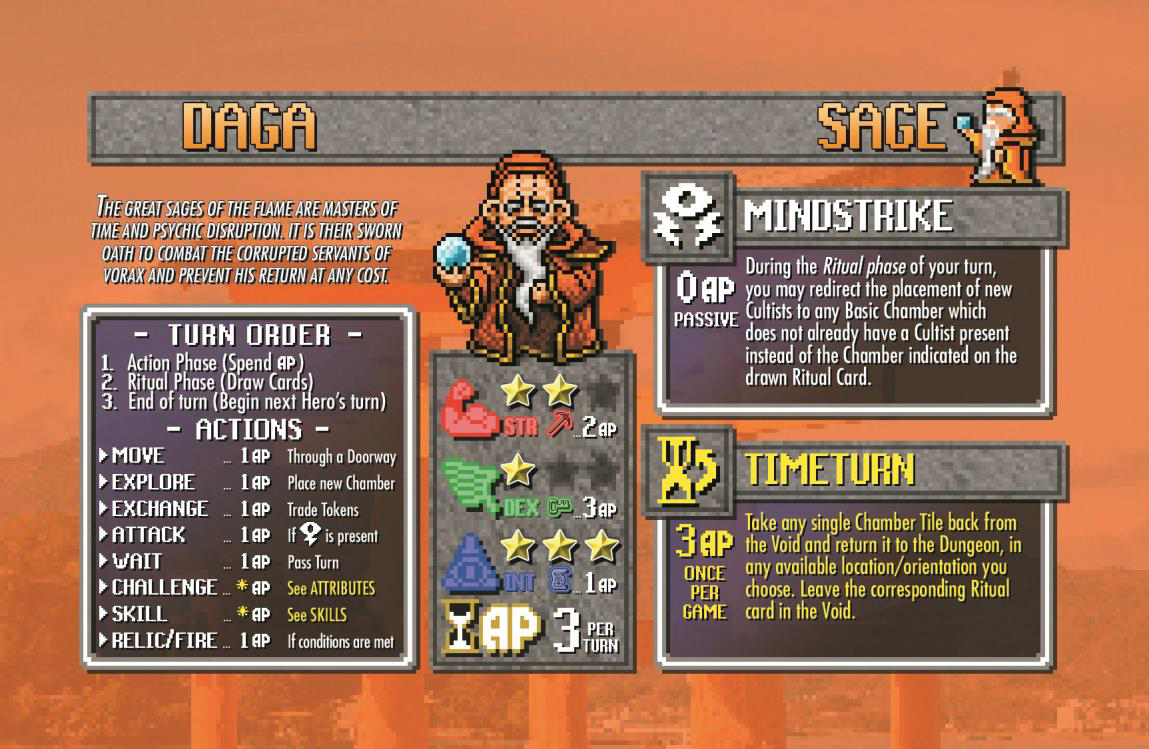 DAGA
SAGE
THE GREAT SAGES OF THE FLAME ARE MASTERS OF
TIME AND PSYCHIC DISRUPTION. IT IS THEIR SWORN
OATH TO COMBAT THE CORRUPTED SERVANTS OF
VORAX AND PREVENT HIS RETURN AT ANY COST.
- TURN ORDER -
1. Action Phase (Spend AP)
2. Ritual Phase (Draw Cards)
3. End of turn (Begin next Hero's turn)
- ACTIONS -
MOVE ... 1 AP Through a Doorway
EXPLORE ... 1 AP Place new Chamber
EXCHANGE ... 1 AP Trade Tokens
ATTACK ... 1 AP If is present
WAIT ... 1 AP Pass Turn
CHALLENGE ... * AP See ATTRIBUTES
SKILL ... * AP See SKILLS
RELIC/FIRE ... 1 AP If conditions are met
STR ...2 AP
DEX ...3 AP
INT ...1 AP
AP 3 PER
TURN
MINDSTRIKE
0 AP
PASSIVE
During the Ritual phase of your turn,
you may redirect the placement of new
Cultists to any Basic Chamber which
does not already have a Cultist present
instead of the Chamber indicated on the
drawn Ritual Card.
TIMETURN
3 AP
ONCE
PER
GAME
Take any single Chamber Tile back from
the Void and return it to the Dungeon, in
any available location/orientation you
choose. Leave the corresponding Ritual
card in the Void.